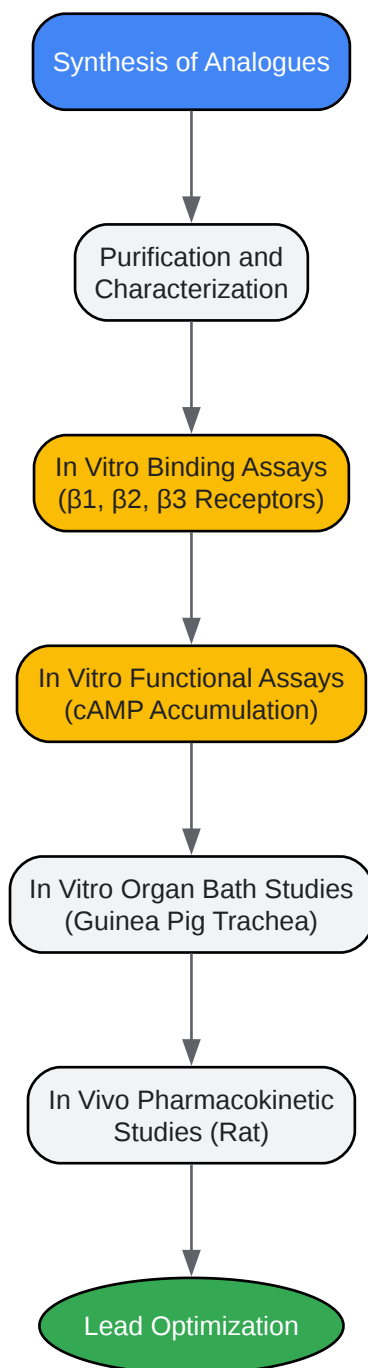 Synthesis of Analogues
Purification and
Characterization
In Vitro Binding Assays
(β1, β2, β3 Receptors)
In Vitro Functional Assays
(cAMP Accumulation)
In Vitro Organ Bath Studies
(Guinea Pig Trachea)
In Vivo Pharmacokinetic
Studies (Rat)
Lead Optimization